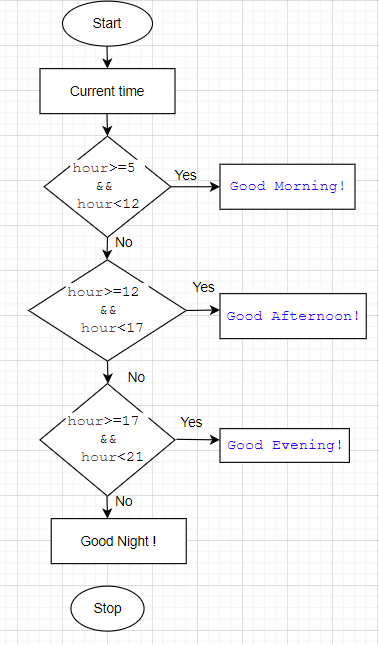 Start
Current time
hour>=5
&&
hour<12
Yes
Good Morning!
No
hour>=12
&&
hour<17
Yes
Good Afternoon!
No
hour>=17
&&
hour<21
Yes
Good Evening!
No
Good Night !
Stop